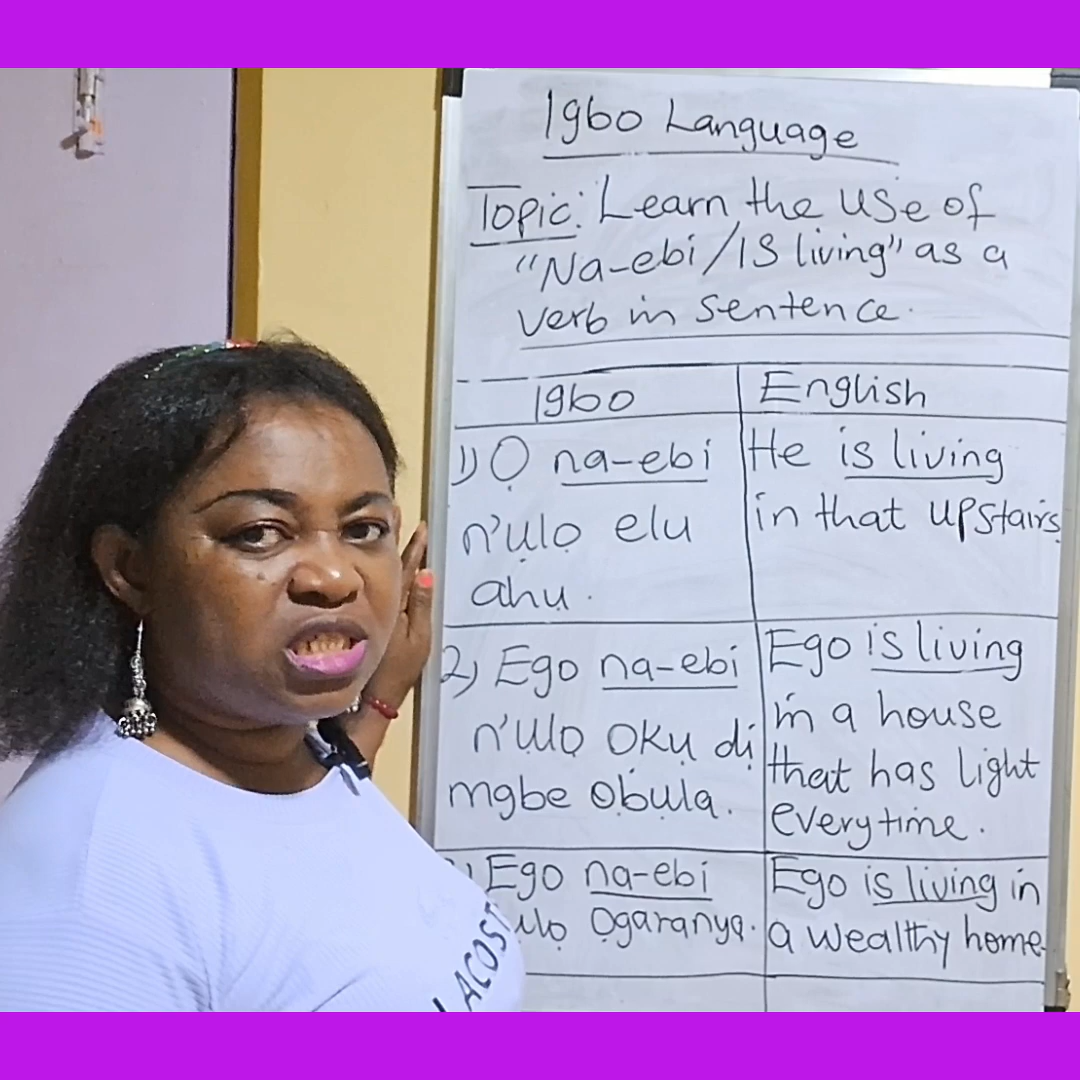 Igbo Language
Topic: Learn the use of
"Na-ebi/Is living" as a
verb in sentence.
Igbo
English
1) Ọ na-ebi
n'ụlọ elu
ahụ.
He is living
in that upstairs.
2) Ego na-ebi
n'ụlọ ọkụ dị
mgbe ọbụla.
Ego is living
in a house
that has light
everytime.
Ego na-ebi
ụlọ Ọgaranya.
Ego is living in
a wealthy home.
LACOST